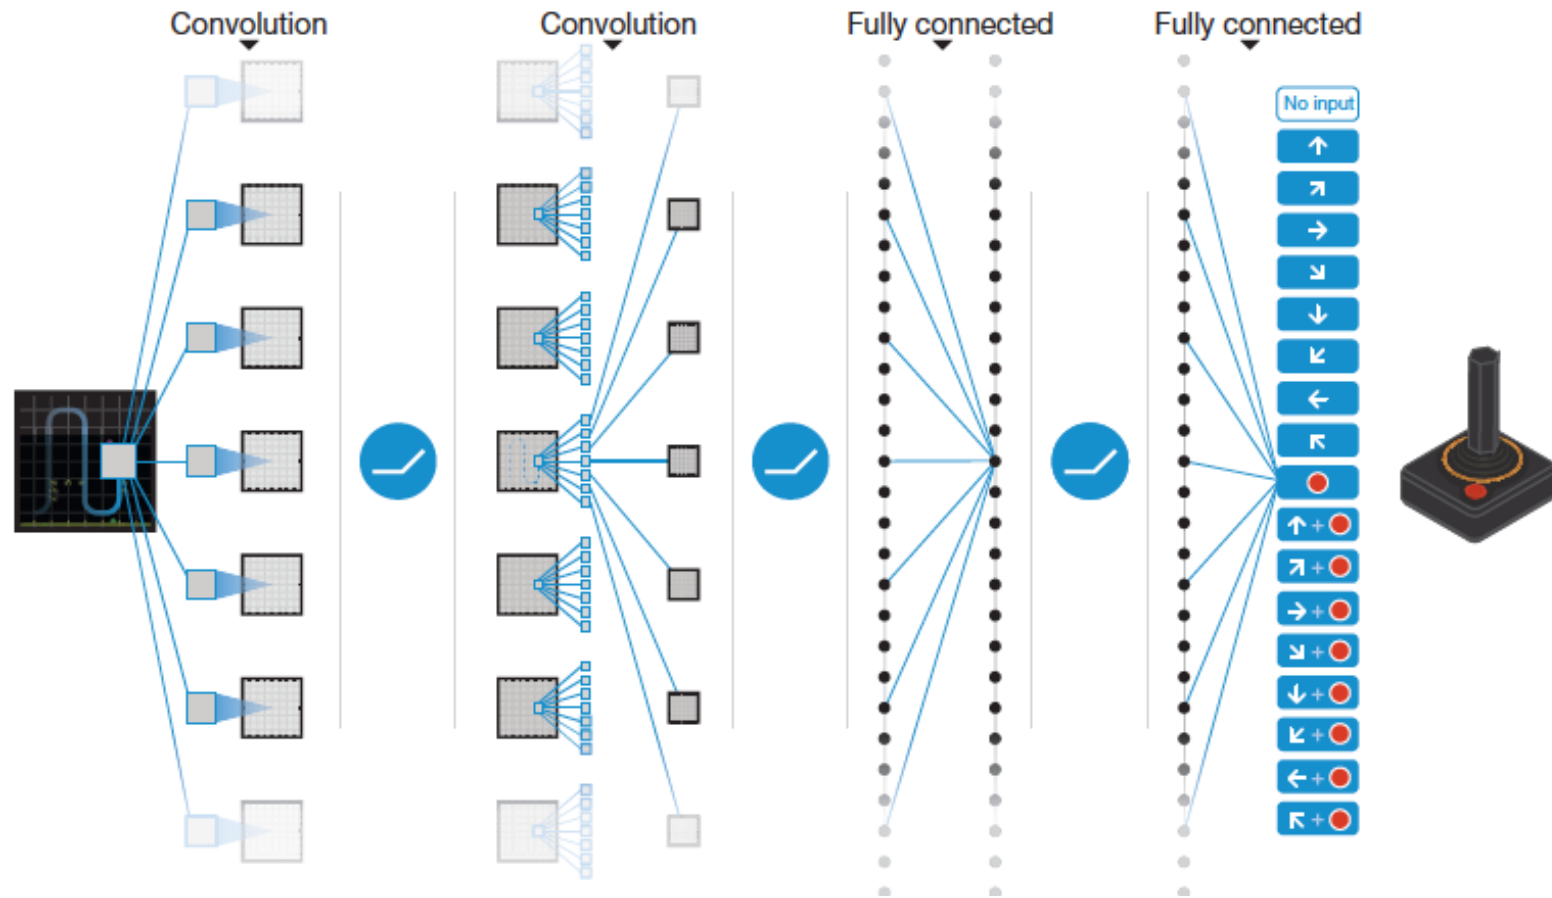 Convolution
Convolution
Fully connected
Fully connected
No input
+
+
+
+
+
+
+
+